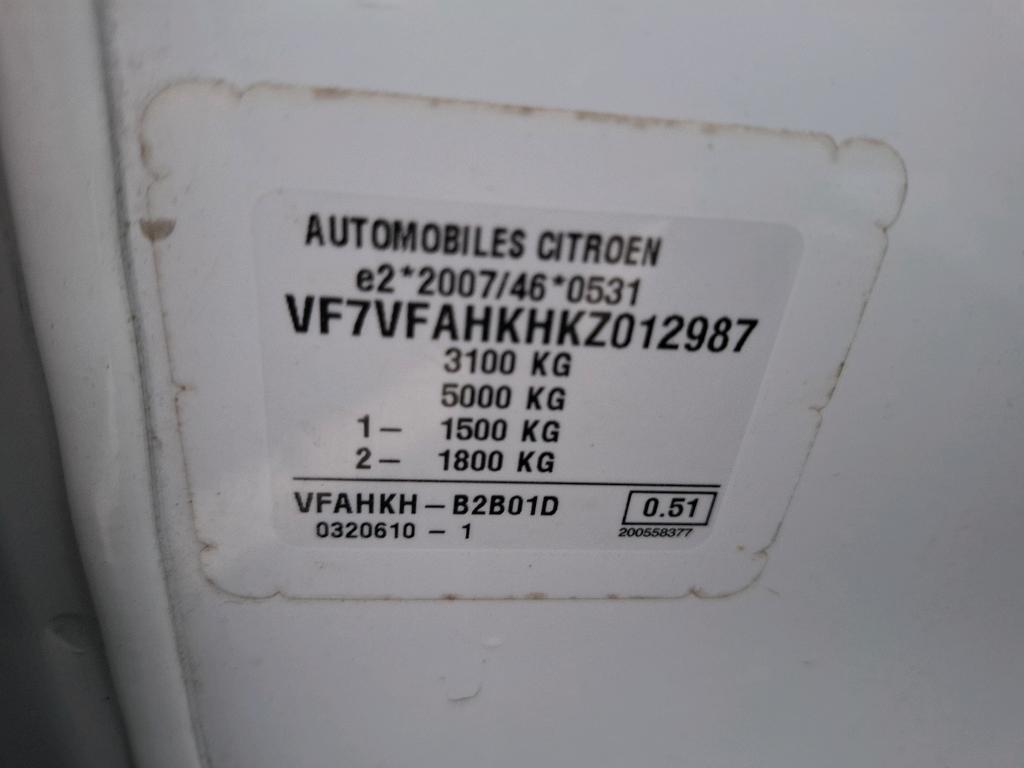 AUTOMOBILES CITROEN
e2*2007/46*0531
VF7VFAHKHKZ012987
3100 KG
5000 KG
1- 1500 KG
2- 1800 KG
VFAHKH-B2B01D 0.51
0320610 - 1 200558377